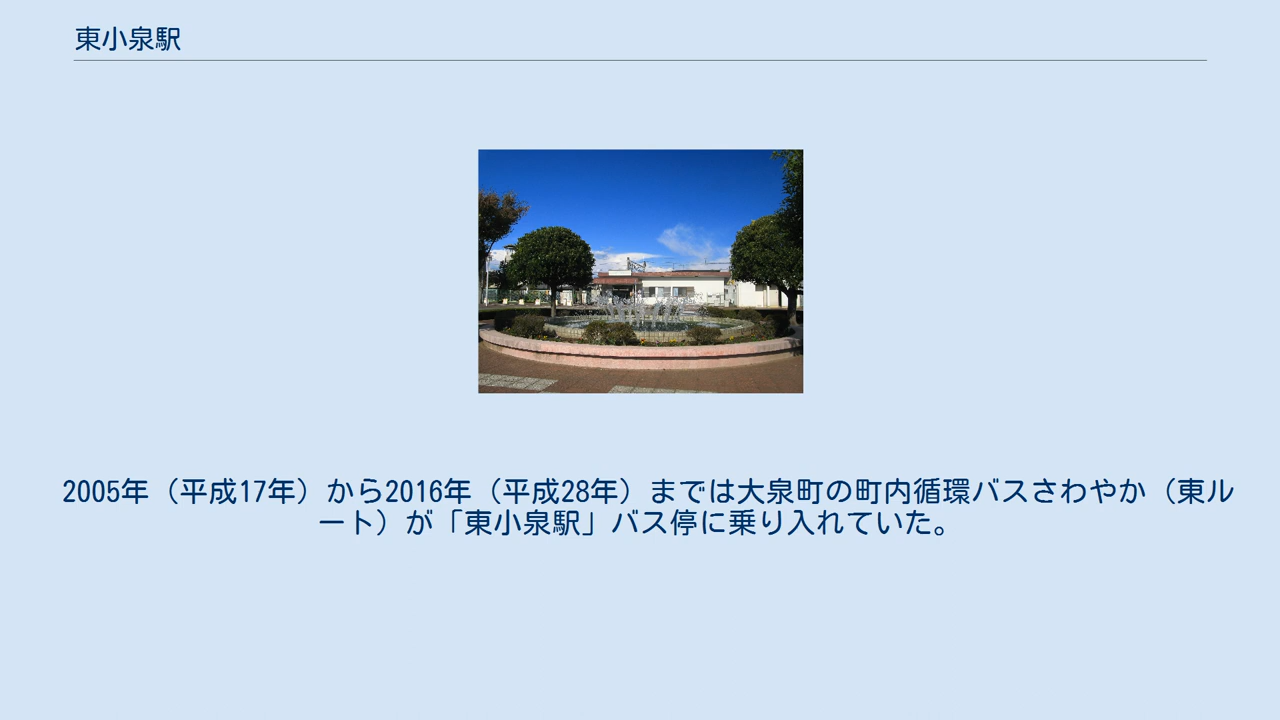 東小泉駅
2005年（平成17年）から2016年（平成28年）までは大泉町の町内循環バスさわやか（東ル
ート）が「東小泉駅」バス停に乗り入れていた。